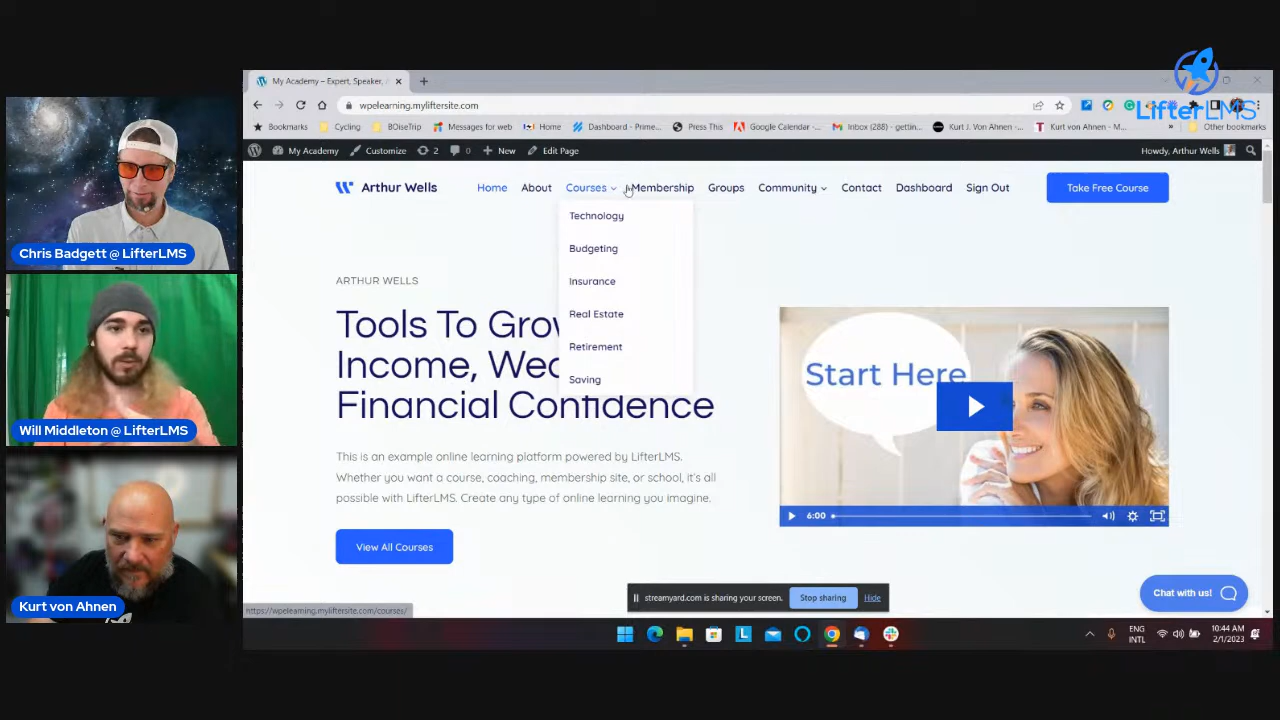 LifterLMS
My Academy – Expert, Speaker, A
wpelearning.myliftersite.com
Bookmarks
Cycling
BOiseTrip
Messages for web
Home
Dashboard - Prime...
Press This
Google Calendar -...
Inbox (288) - gettin...
Kurt J. Von Ahnen -...
Kurt von Ahnen - M...
»
Other bookmarks
My Academy
Customize
2
0
New
Edit Page
Howdy, Arthur Wells
Arthur Wells
Home
About
Courses
Membership
Groups
Community
Contact
Dashboard
Sign Out
Take Free Course
Technology
Budgeting
Insurance
Real Estate
Retirement
Saving
ARTHUR WELLS
Tools To Grow
Income,
Financial Confidence
This is an example online learning platform powered by LifterLMS.
Whether you want a course, coaching, membership site, or school, it's all
possible with LifterLMS. Create any type of online learning you imagine.
View All Courses
Start Here
6:00
Chris Badgett @ LifterLMS
Will Middleton @ LifterLMS
Kurt von Ahnen
streamyard.com is sharing your screen.
Stop sharing
Hide
Chat with us!
https://wpelearning.myliftersite.com/courses/
L
ENG
INTL
10:44 AM
2/1/2023